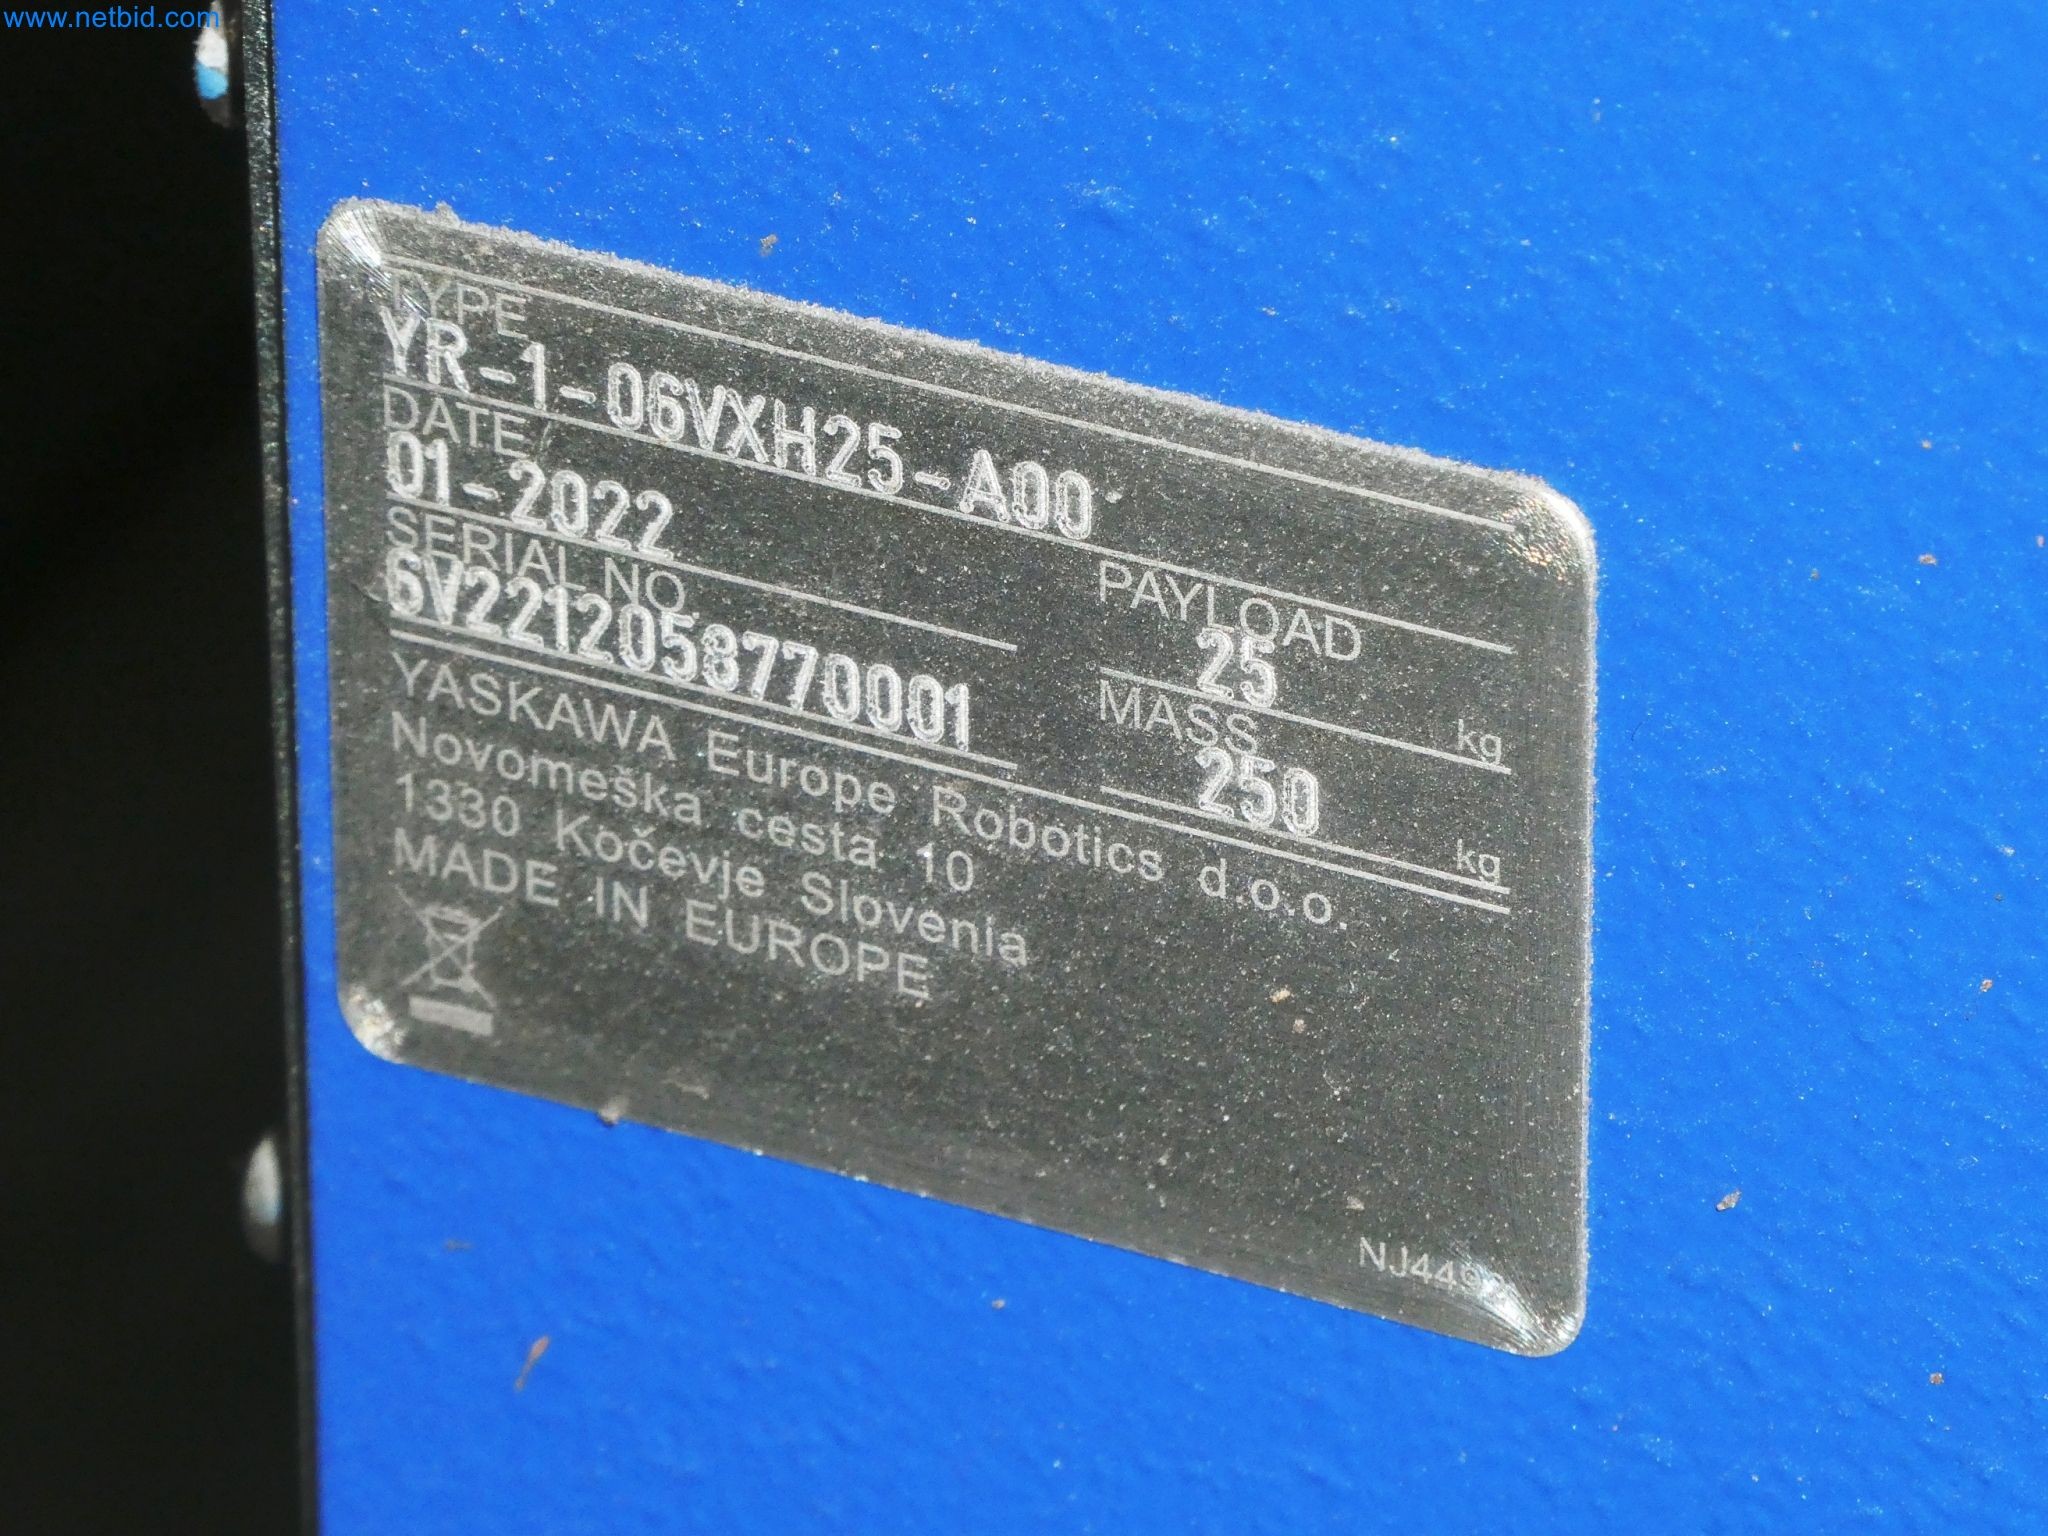 www.netbid.com
TYPE
YR-1-06VXH25-A00
DATE
01-2022
PAYLOAD
25 kg
SERIAL NO.
6V2212058770001
MASS
250 kg
YASKAWA Europe Robotics d.o.o.
Novomeška cesta 10
1330 Kočevje Slovenia
MADE IN EUROPE